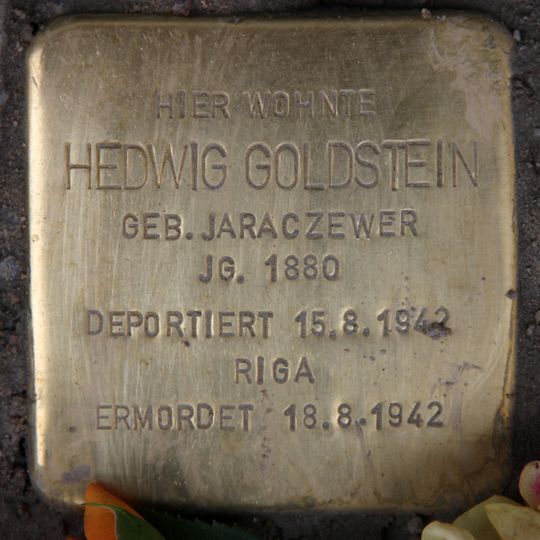 HIER WOHNTE
HEDWIG GOLDSTEIN
GEB. JARACZEWER
JG. 1880
DEPORTIERT 15.8.1942
RIGA
ERMORDET 18.8.1942